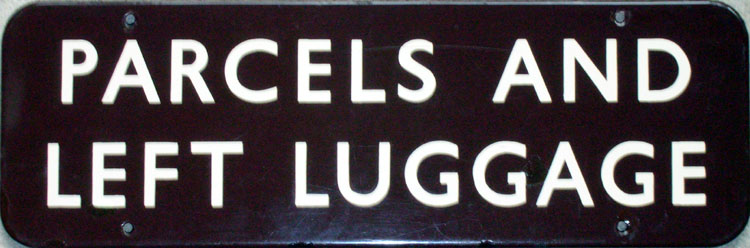 PARCELS AND
LEFT LUGGAGE